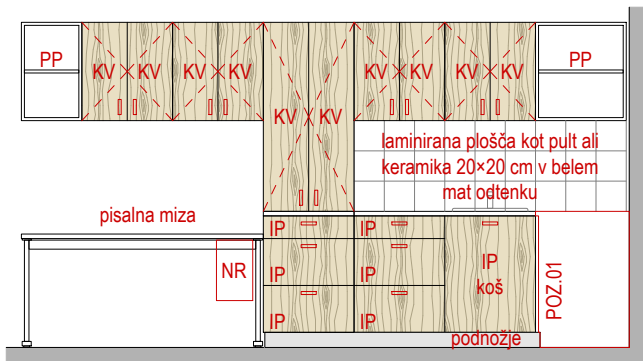 PP
KV KV
KV KV
KV KV
KV KV
KV KV
PP
laminirana plošča kot pult ali
keramika 20×20 cm v belem
mat odtenku
pisalna miza
NR
IP
IP
IP
IP
IP
IP
IP
koš
POZ.01
podnožje